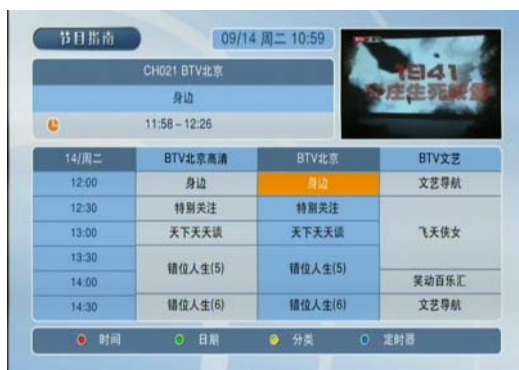 节目指南
09/14 周二 10:59
CH021 BTV北京
身边
11:58 – 12:26
1941
14/周二 BTV北京高清 BTV北京 BTV文艺
12:00 身边 身边 文艺导航
12:30 特别关注 特别关注
13:00 天下天天谈 天下天天谈 飞天侠女
13:30
错位人生(5) 错位人生(5)
14:00 笑动百乐汇
14:30 错位人生(6) 错位人生(6) 文艺导航
时间 日期 分类 定时器